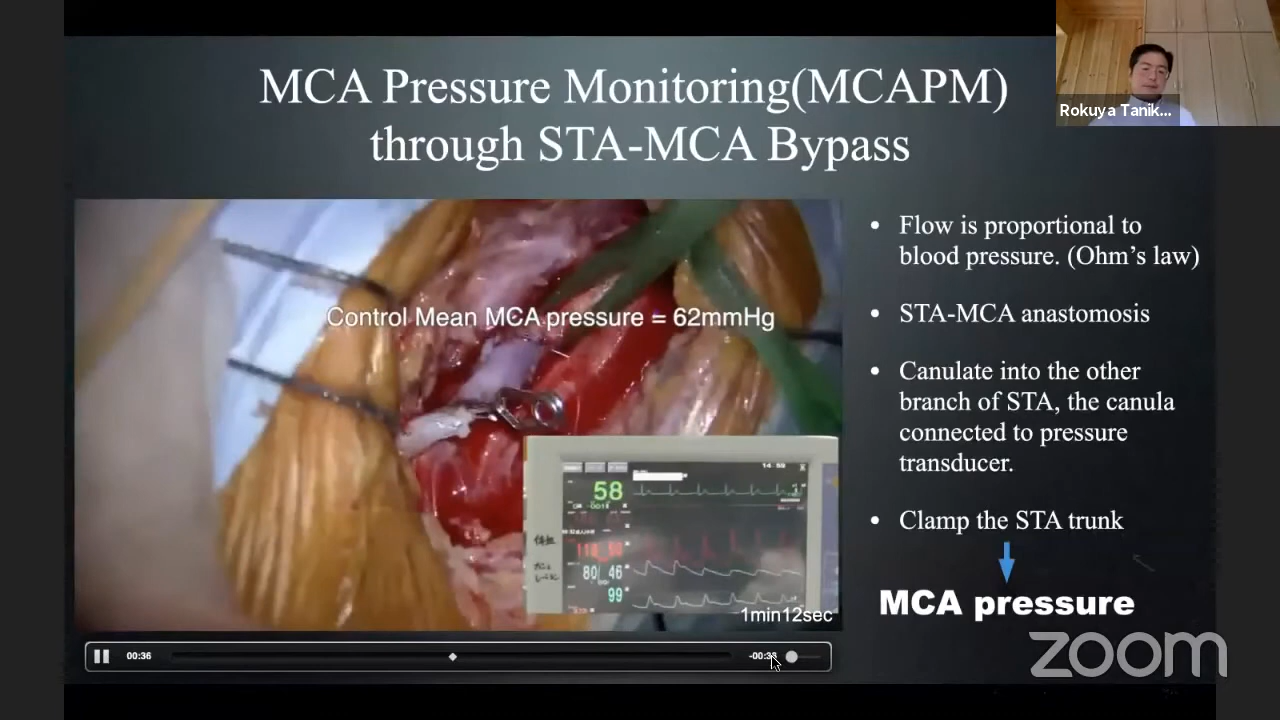 MCA Pressure Monitoring(MCAPM)
through STA-MCA Bypass
Rokuya Tanik...
Control Mean MCA pressure = 62mmHg
14:59
58
80 46
99
1min12sec
00:36
• Flow is proportional to
blood pressure. (Ohm's law)
• STA-MCA anastomosis
• Canulate into the other
branch of STA, the canula
connected to pressure
transducer.
• Clamp the STA trunk
MCA pressure
zoom